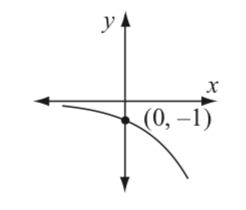 y
x
(0, –1)